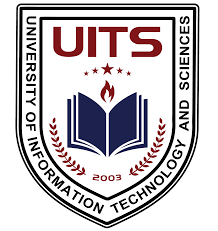 UITS
UNIVERSITY OF INFORMATION TECHNOLOGY AND SCIENCES
2003